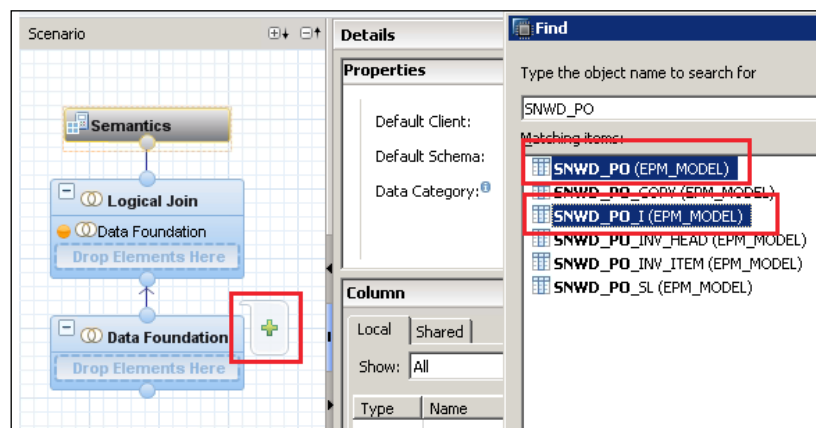 Scenario
Semantics
Logical Join
Data Foundation
Drop Elements Here
Data Foundation
Drop Elements Here
Details
Properties
Default Client:
Default Schema:
Data Category:
Column
Local Shared
Show: All
Type Name
Find
Type the object name to search for
SNWD_PO
Matching items:
SNWD_PO (EPM_MODEL)
SNWD_PO_COPY (EPM_MODEL)
SNWD_PO_I (EPM_MODEL)
SNWD_PO_INV_HEAD (EPM_MODEL)
SNWD_PO_INV_ITEM (EPM_MODEL)
SNWD_PO_SL (EPM_MODEL)